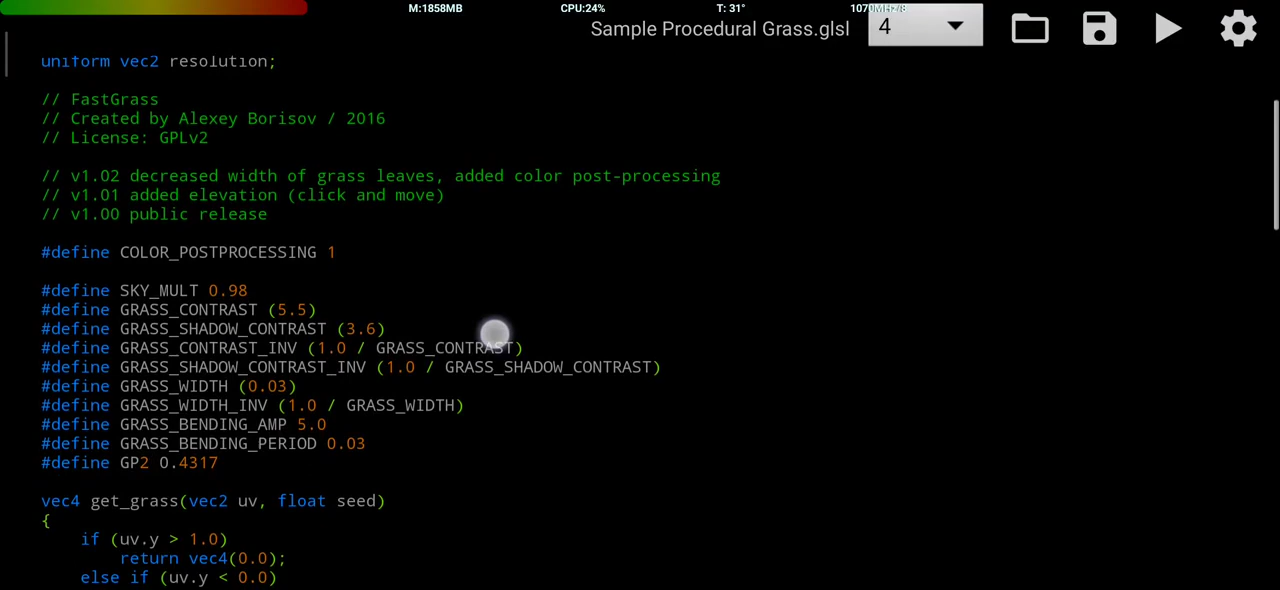 M:1858MB CPU:24% T: 31° 1070MHz/8
Sample Procedural Grass.glsl 4
uniform vec2 resolution;
// FastGrass
// Created by Alexey Borisov / 2016
// License: GPLv2
// v1.02 decreased width of grass leaves, added color post-processing
// v1.01 added elevation (click and move)
// v1.00 public release
#define COLOR_POSTPROCESSING 1
#define SKY_MULT 0.98
#define GRASS_CONTRAST (5.5)
#define GRASS_SHADOW_CONTRAST (3.6)
#define GRASS_CONTRAST_INV (1.0 / GRASS_CONTRAST)
#define GRASS_SHADOW_CONTRAST_INV (1.0 / GRASS_SHADOW_CONTRAST)
#define GRASS_WIDTH (0.03)
#define GRASS_WIDTH_INV (1.0 / GRASS_WIDTH)
#define GRASS_BENDING_AMP 5.0
#define GRASS_BENDING_PERIOD 0.03
#define GP2 0.4317
vec4 get_grass(vec2 uv, float seed)
{
if (uv.y > 1.0)
return vec4(0.0);
else if (uv.y < 0.0)